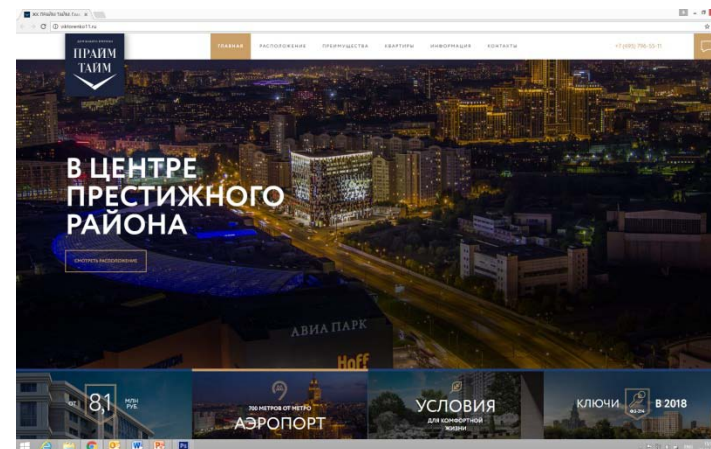 ПРАЙМ
ТАЙМ
ГЛАВНАЯ РАСПОЛОЖЕНИЕ ПРЕИМУЩЕСТВА КВАРТИРЫ ИНФОРМАЦИЯ КОНТАКТЫ
В ЦЕНТРЕ
ПРЕСТИЖНОГО
РАЙОНА
СМОТРЕТЬ РАСПОЛОЖЕНИЕ
АВИА ПАРК
Hoff
ОТ 8,1 МЛН РУБ.
700 МЕТРОВ ОТ МЕТРО
АЭРОПОРТ
УСЛОВИЯ
ДЛЯ КОМФОРТНОЙ
ЖИЗНИ
КЛЮЧИ В 2018